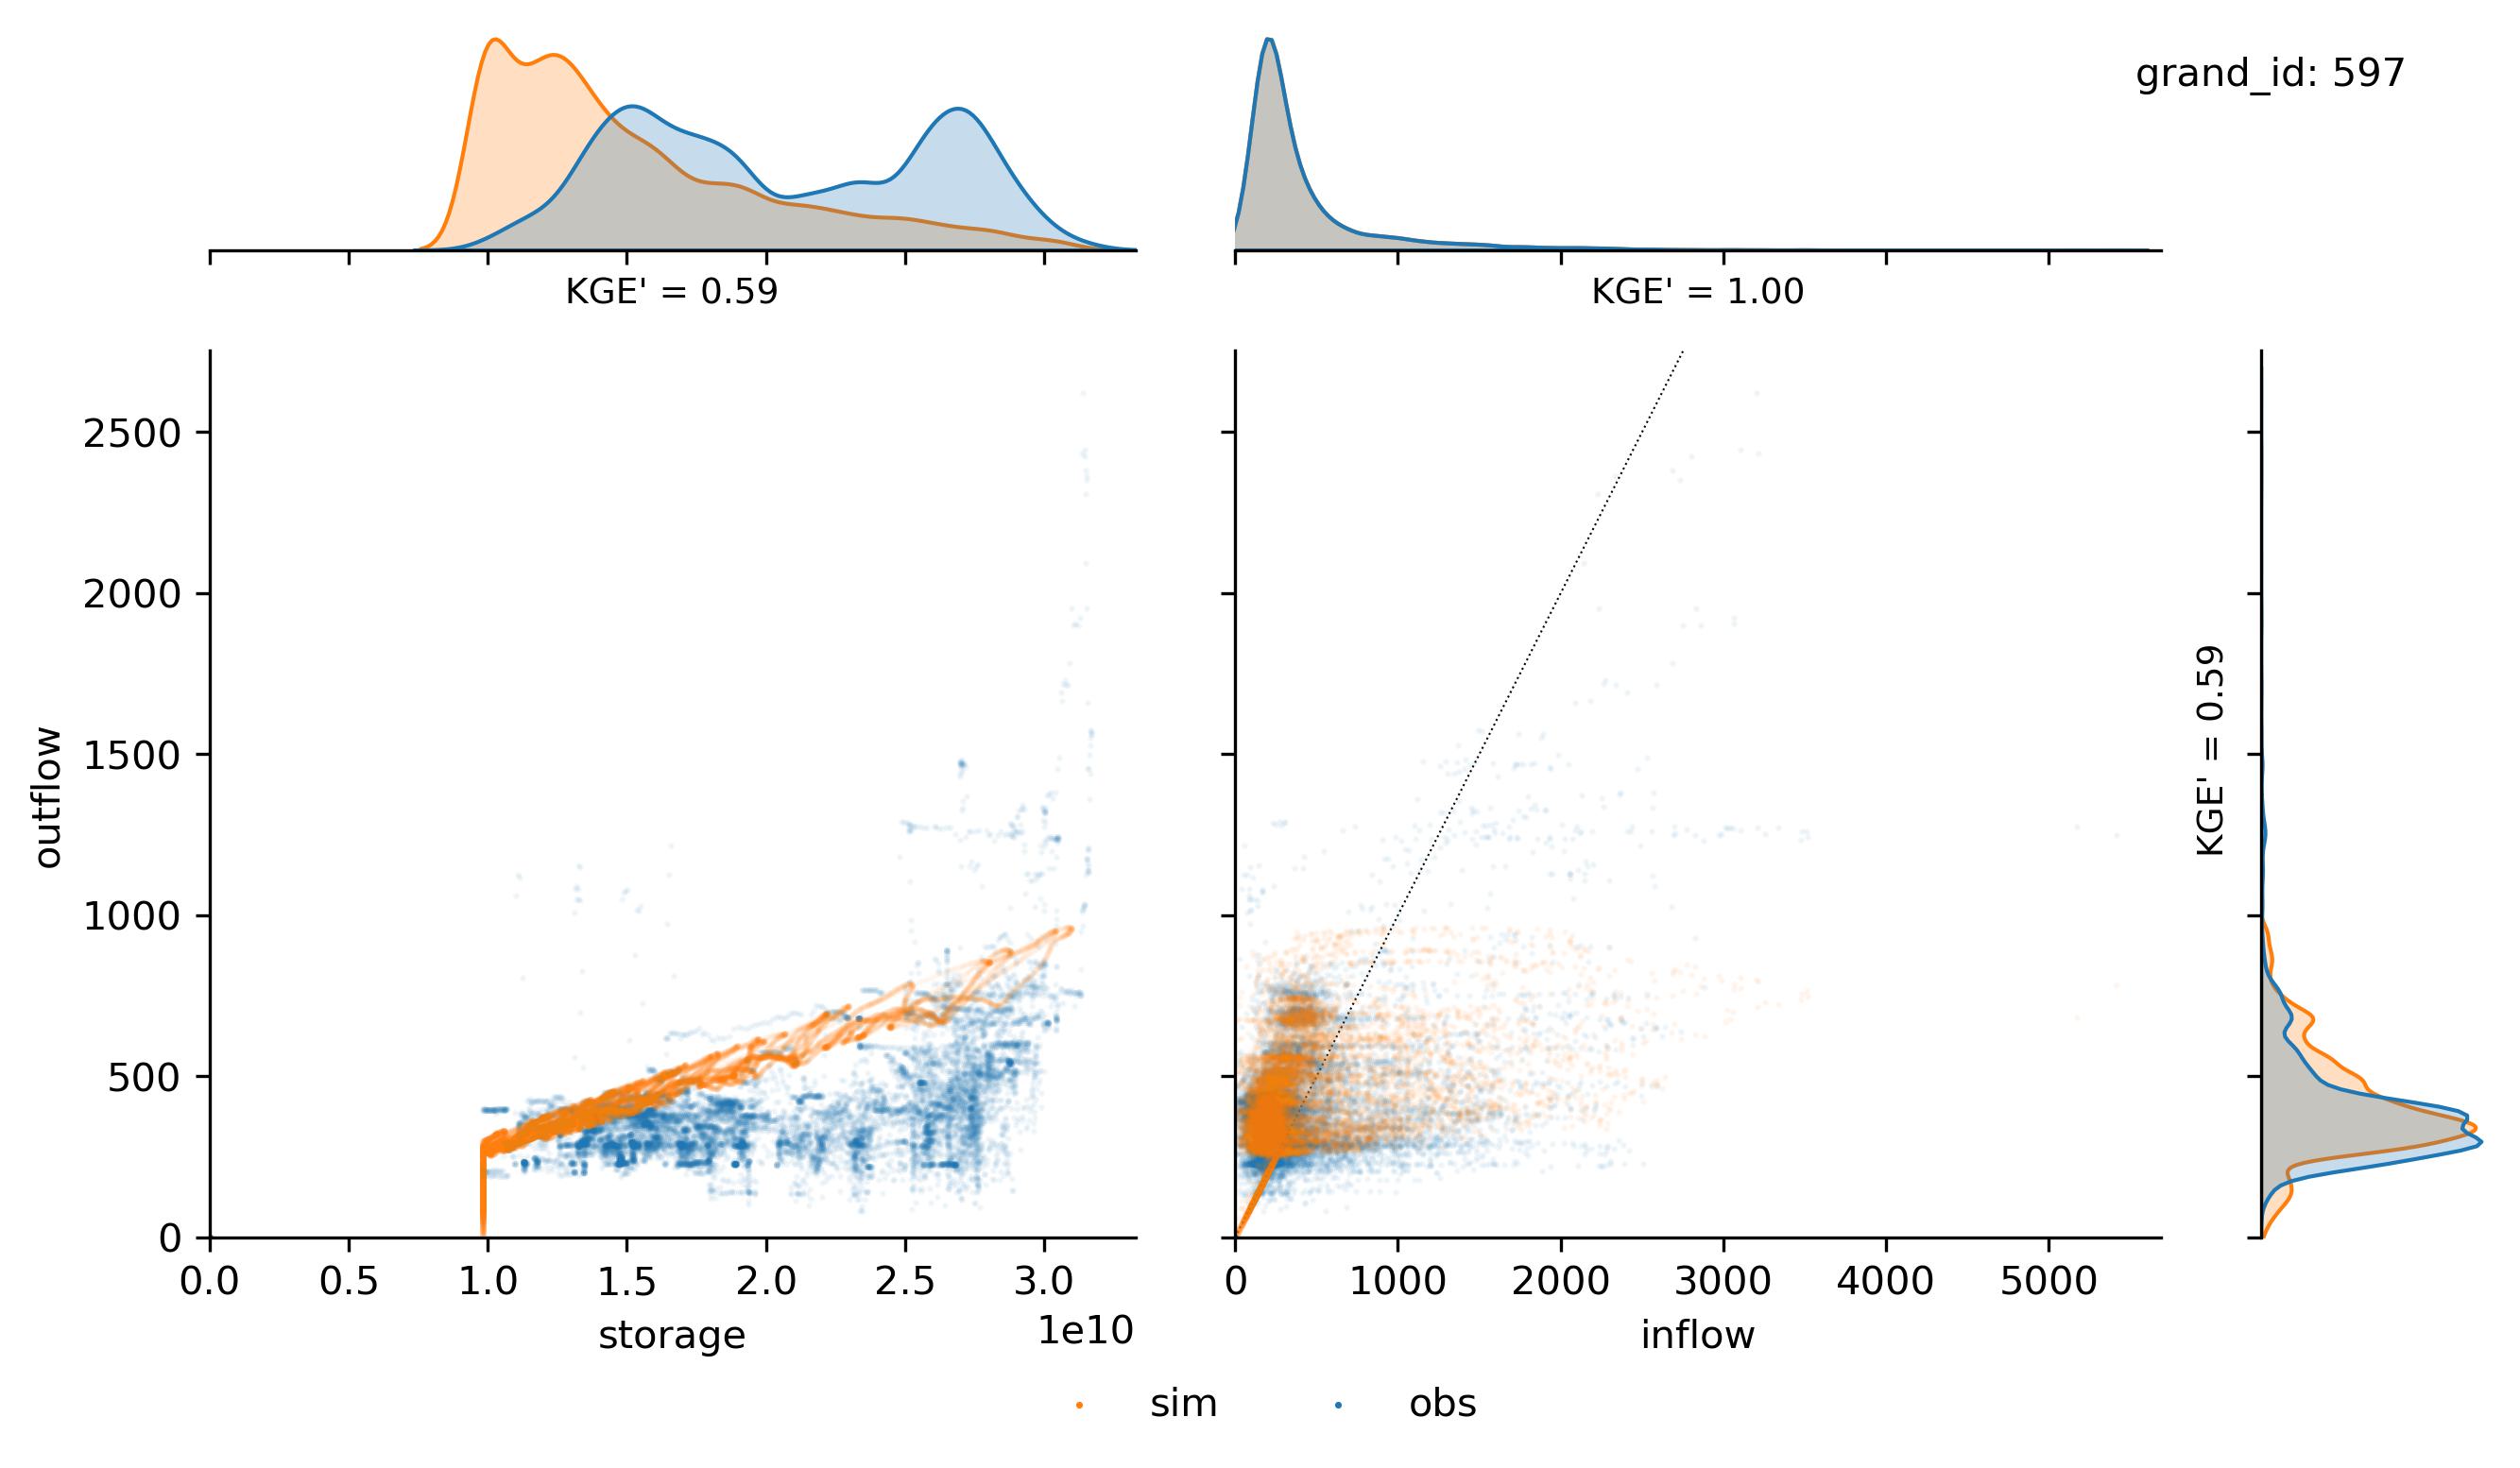 grand_id: 597
KGE' = 0.59
KGE' = 1.00
2500
2000
1500
1000
500
0
outflow
KGE' = 0.59
0.0 0.5 1.0 1.5 2.0 2.5 3.0
1e10
storage
0 1000 2000 3000 4000 5000
inflow
sim obs